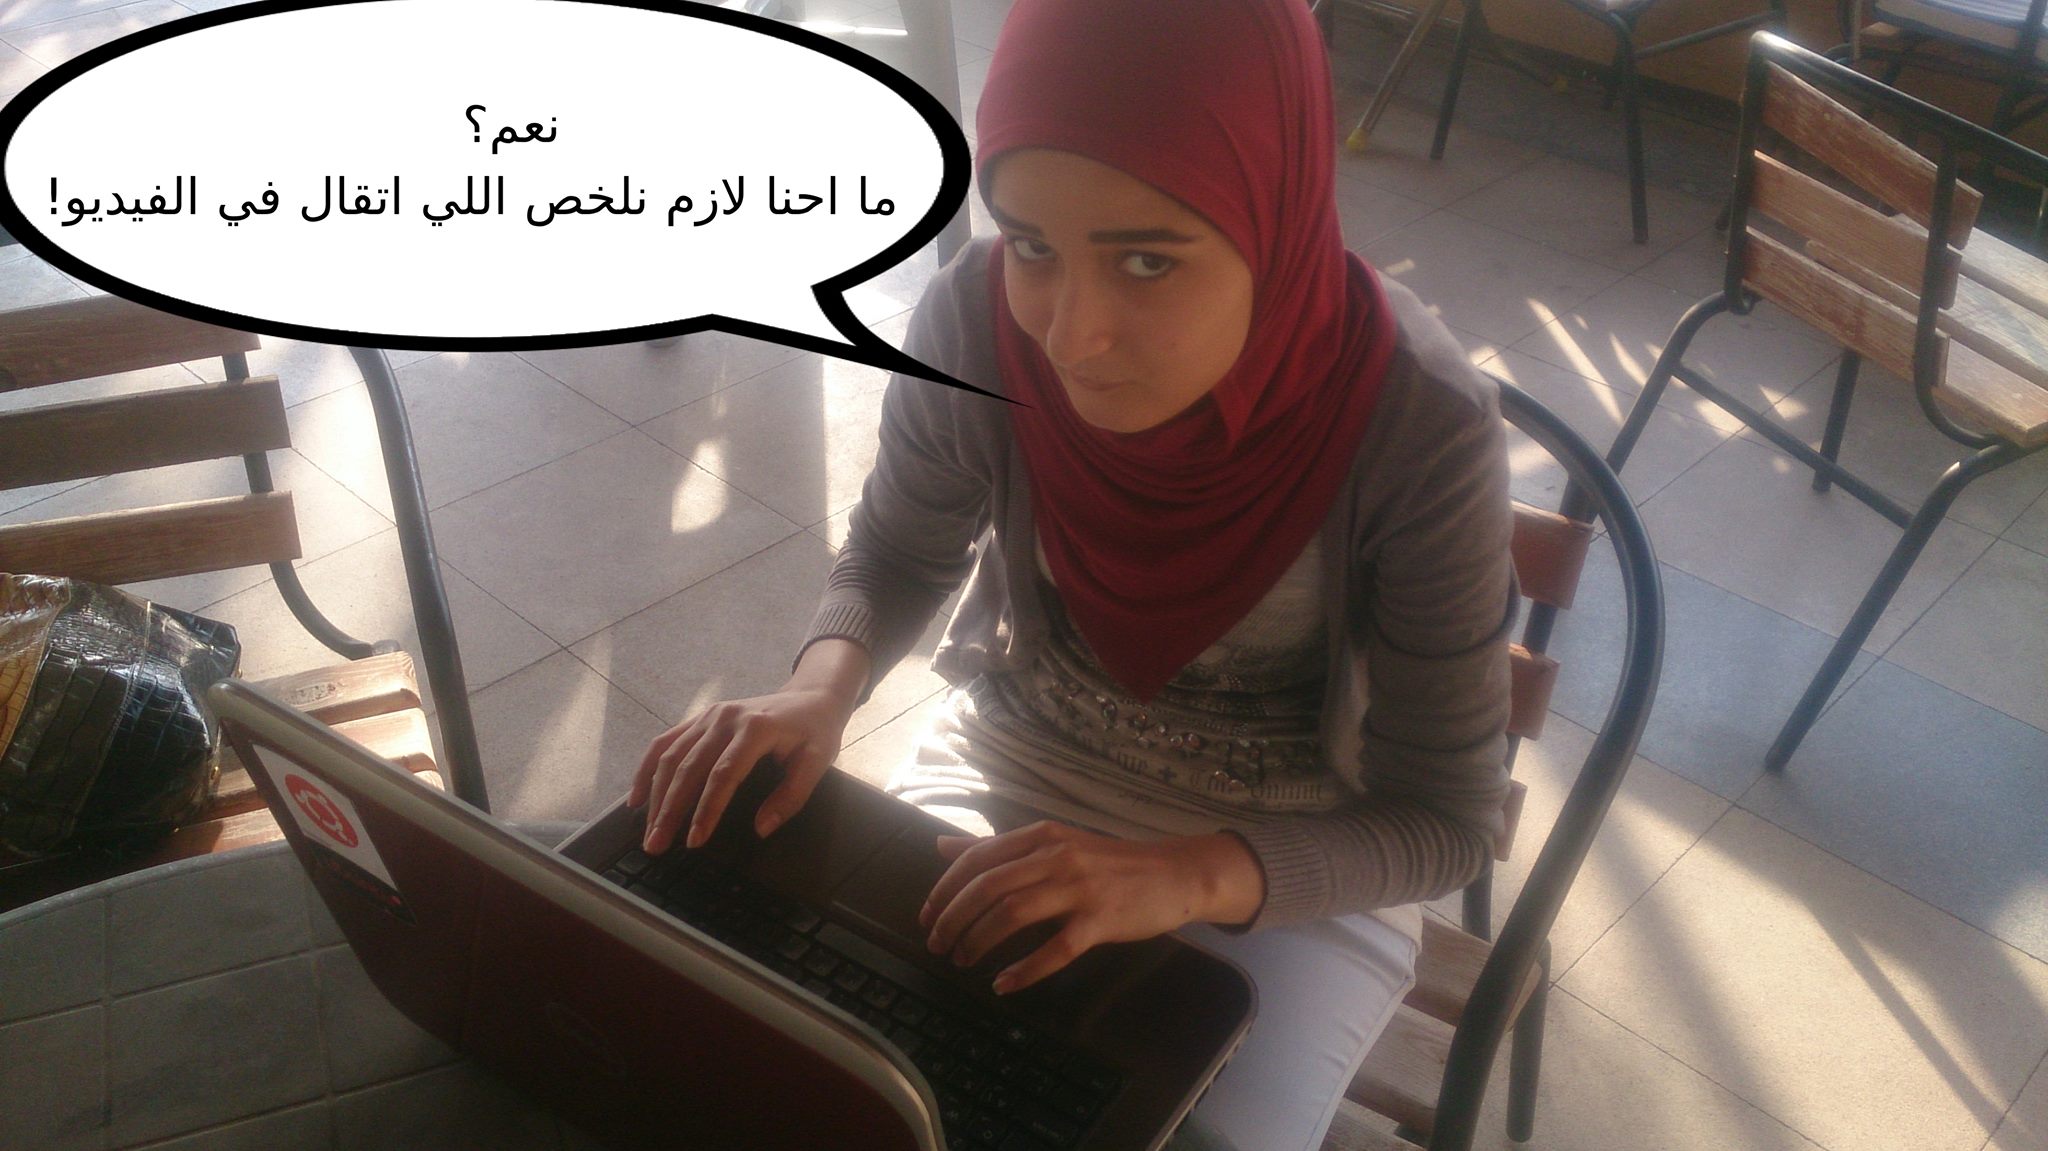 نعم؟
ما احنا لازم نلخص اللي اتقال في الفيديو!